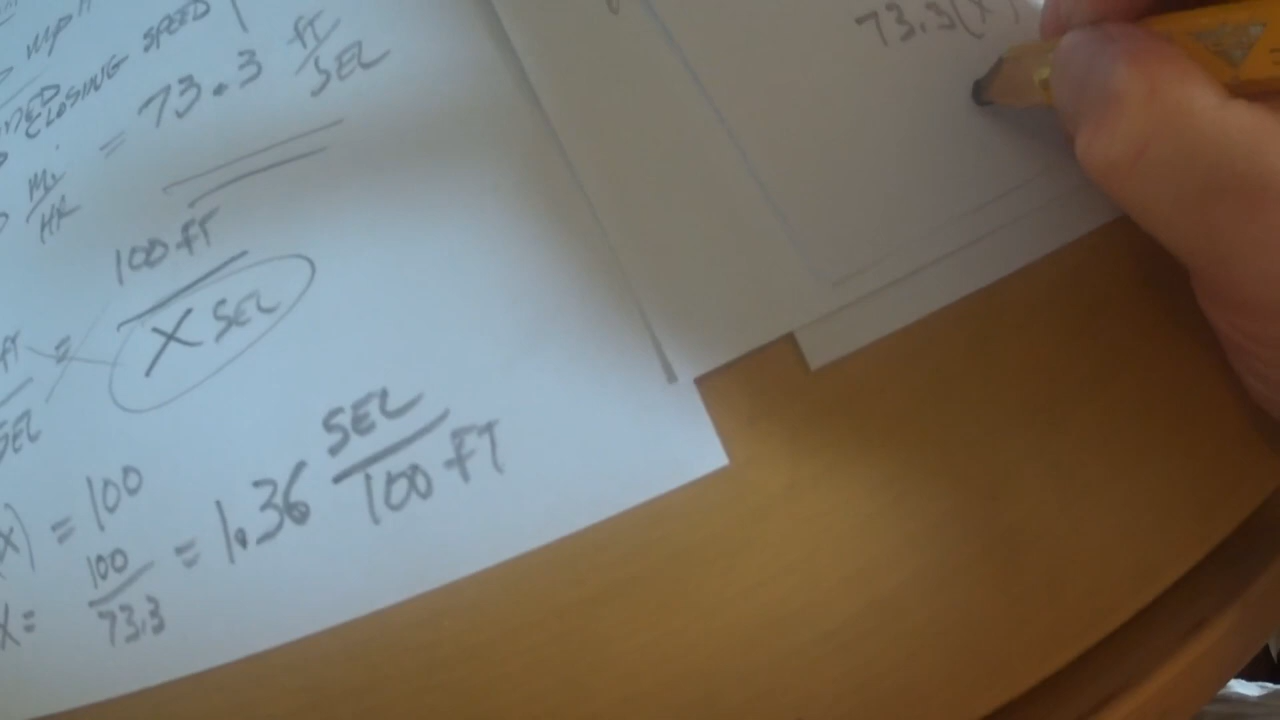 mph
CLOSING SPEED
MI / HR = 73.3 FT / SEC
FT / SEC = 100 FT / X SEC
(X) = 100
X = 100 / 73.3 = 1.36 SEC / 100 FT
73.3(X)